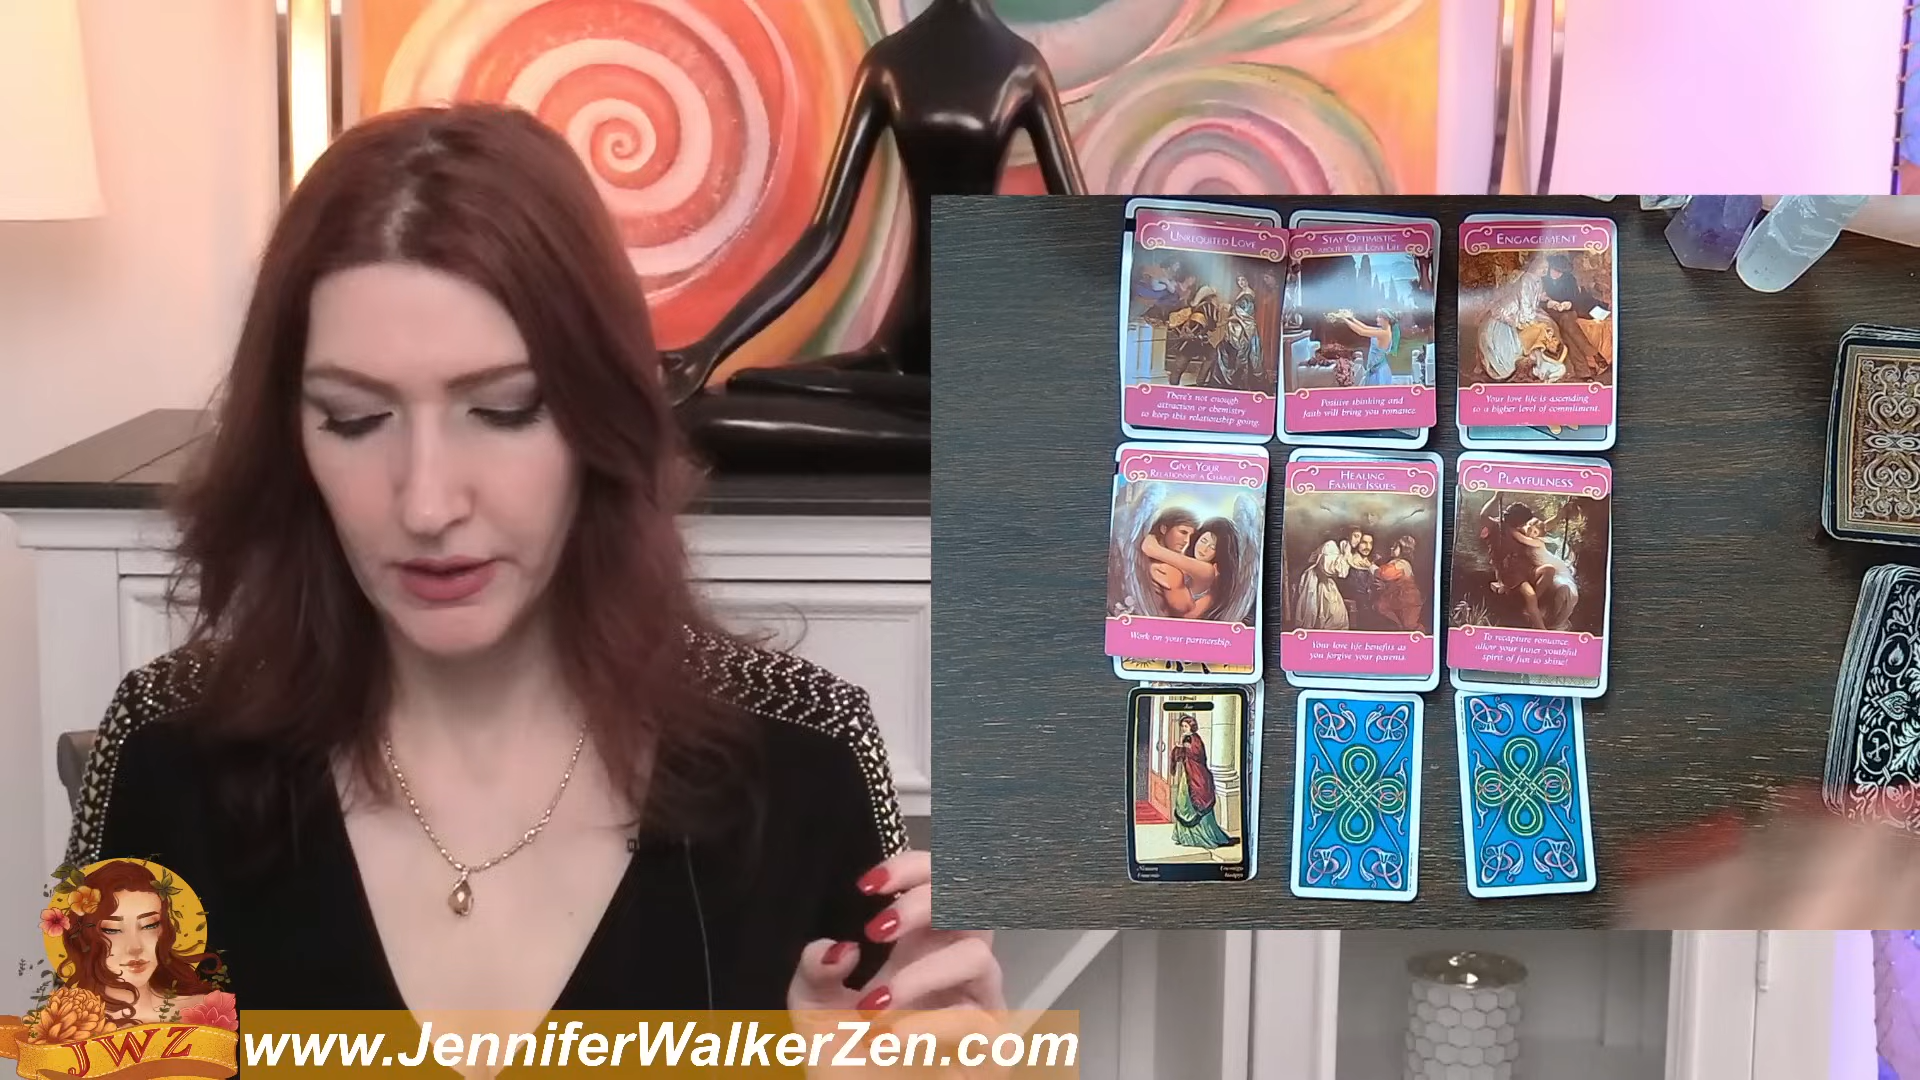 UNREQUITED LOVE
There's not enough
attraction or chemistry
to keep this relationship going.
STAY OPTIMISTIC
ABOUT YOUR LOVE LIFE
Positive thinking and
faith will bring you romance.
ENGAGEMENT
Your love life is ascending
to a higher level of commitment.
GIVE YOUR
RELATIONSHIP A CHANCE
Work on your partnership.
HEALING
FAMILY ISSUES
Your love life benefits as
you forgive your parents.
PLAYFULNESS
To recapture romance,
allow your inner youthful
spirit of fun to shine!
JWZ
www.JenniferWalkerZen.com